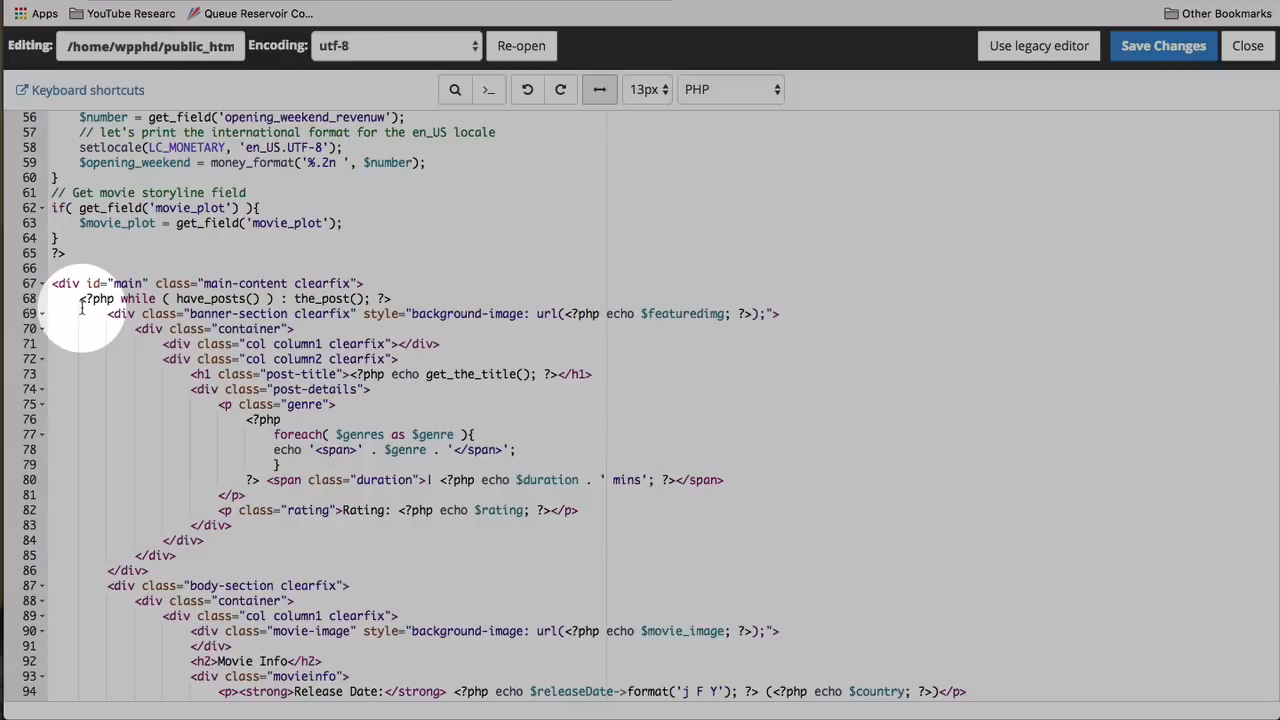 Apps YouTube Researc Queue Reservoir Co... Other Bookmarks
Editing: /home/wpphd/public_htm Encoding: utf-8 Re-open Use legacy editor Save Changes Close
Keyboard shortcuts >_ 13px PHP
56 $number = get_field('opening_weekend_revenuw');
57 // let's print the international format for the en_US locale
58 setlocale(LC_MONETARY, 'en_US.UTF-8');
59 $opening_weekend = money_format('%.2n ', $number);
60 }
61 // Get movie storyline field
62 if( get_field('movie_plot') ){
63 $movie_plot = get_field('movie_plot');
64 }
65 ?>
66
67 <div id="main" class="main-content clearfix">
68 <?php while ( have_posts() ) : the_post(); ?>
69 <div class="banner-section clearfix" style="background-image: url(<?php echo $featuredimg; ?>);">
70 <div class="container">
71 <div class="col column1 clearfix"></div>
72 <div class="col column2 clearfix">
73 <h1 class="post-title"><?php echo get_the_title(); ?></h1>
74 <div class="post-details">
75 <p class="genre">
76 <?php
77 foreach( $genres as $genre ){
78 echo '<span>' . $genre . '</span>';
79 }
80 ?> <span class="duration">| <?php echo $duration . ' mins'; ?></span>
81 </p>
82 <p class="rating">Rating: <?php echo $rating; ?></p>
83 </div>
84 </div>
85 </div>
86 </div>
87 <div class="body-section clearfix">
88 <div class="container">
89 <div class="col column1 clearfix">
90 <div class="movie-image" style="background-image: url(<?php echo $movie_image; ?>);">
91 </div>
92 <h2>Movie Info</h2>
93 <div class="movieinfo">
94 <p><strong>Release Date:</strong> <?php echo $releaseDate->format('j F Y'); ?> (<?php echo $country; ?>)</p>